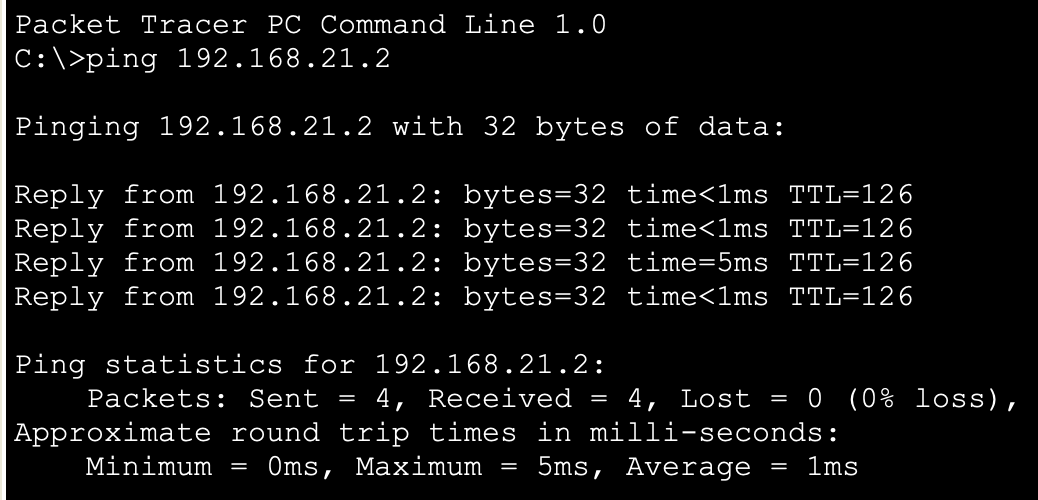 Packet Tracer PC Command Line 1.0
C:\>ping 192.168.21.2
Pinging 192.168.21.2 with 32 bytes of data:
Reply from 192.168.21.2: bytes=32 time<1ms TTL=126
Reply from 192.168.21.2: bytes=32 time<1ms TTL=126
Reply from 192.168.21.2: bytes=32 time=5ms TTL=126
Reply from 192.168.21.2: bytes=32 time<1ms TTL=126
Ping statistics for 192.168.21.2:
    Packets: Sent = 4, Received = 4, Lost = 0 (0% loss),
Approximate round trip times in milli-seconds:
    Minimum = 0ms, Maximum = 5ms, Average = 1ms